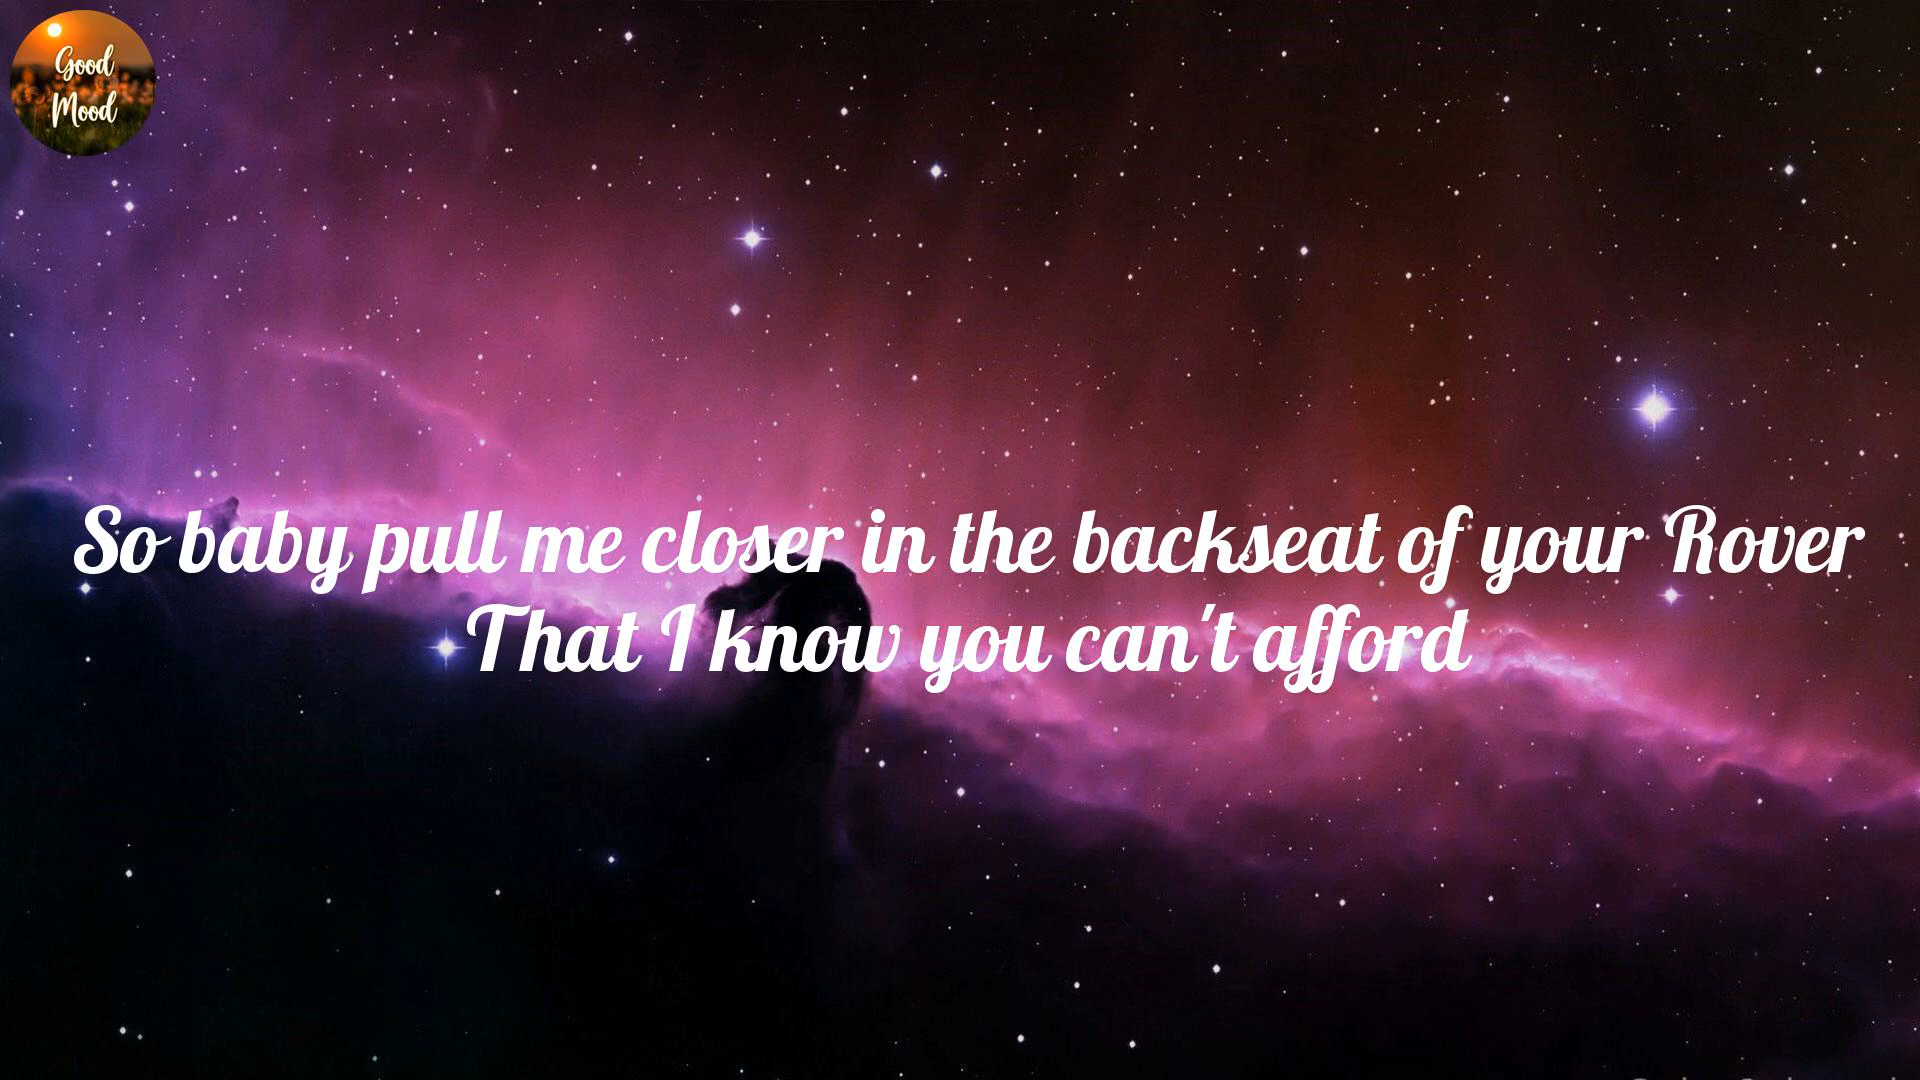 Good
Mood
So baby pull me closer in the backseat of your Rover
That I know you can't afford